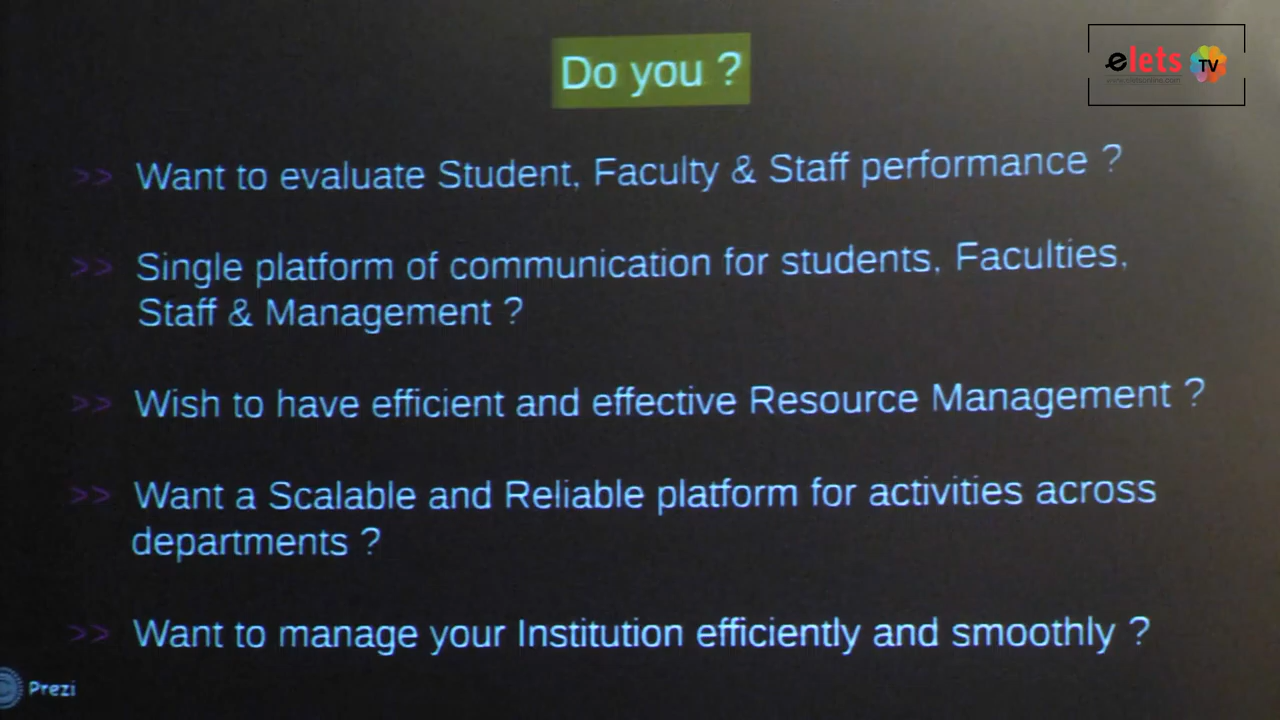 elets TV
Do you ?
>> Want to evaluate Student, Faculty & Staff performance ?
>> Single platform of communication for students, Faculties,
Staff & Management ?
>> Wish to have efficient and effective Resource Management ?
>> Want a Scalable and Reliable platform for activities across
departments ?
>> Want to manage your Institution efficiently and smoothly ?
Prezi